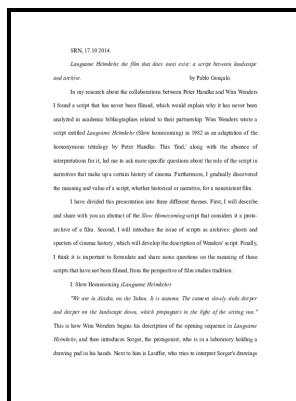 SRN, 17.10 2014.
Langsame Heimkehr, the film that does (not) exist: a script between landscape
and archive. by Pablo Gonçalo.
In my research about the collaborations between Peter Handke and Wim Wenders
I found a script that has never been filmed, which would explain why it has never been
analyzed in academic bibliographies related to their partnership. Wim Wenders wrote a
script entitled Langsame Heimkehr (Slow homecoming) in 1982 as an adaptation of the
homonymous tetralogy by Peter Handke. This 'find,' along with the absence of
interpretations for it, led me to ask more specific questions about the role of the script in
narratives that make up a certain history of cinema. Furthermore, I gradually discovered
the meaning and value of a script, whether historical or narrative, for a nonexistent film.
I have divided this presentation into three different themes. First, I will describe
and share with you an abstract of the Slow Homecoming script that considers it a proto-
archive of a film. Second, I will introduce the issue of scripts as archives: ghosts and
specters of cinema history, which will develop the description of Wenders' script. Finally,
I think it is important to formulate and share some questions on the meaning of these
scripts that have not been filmed, from the perspective of film studies tradition.
I. Slow Homecoming (Langsame Heimkehr)
"We are in Alaska, on the Yukon. It is autumn. The camera slowly sinks deeper
and deeper on the landscape down, which propagates in the light of the setting sun."
This is how Wim Wenders begins his description of the opening sequence in Langsame
Heimkehr, and then introduces Sorger, the protagonist, who is in a laboratory holding a
drawing pad in his hands. Next to him is Lauffer, who tries to interpret Sorger's drawings